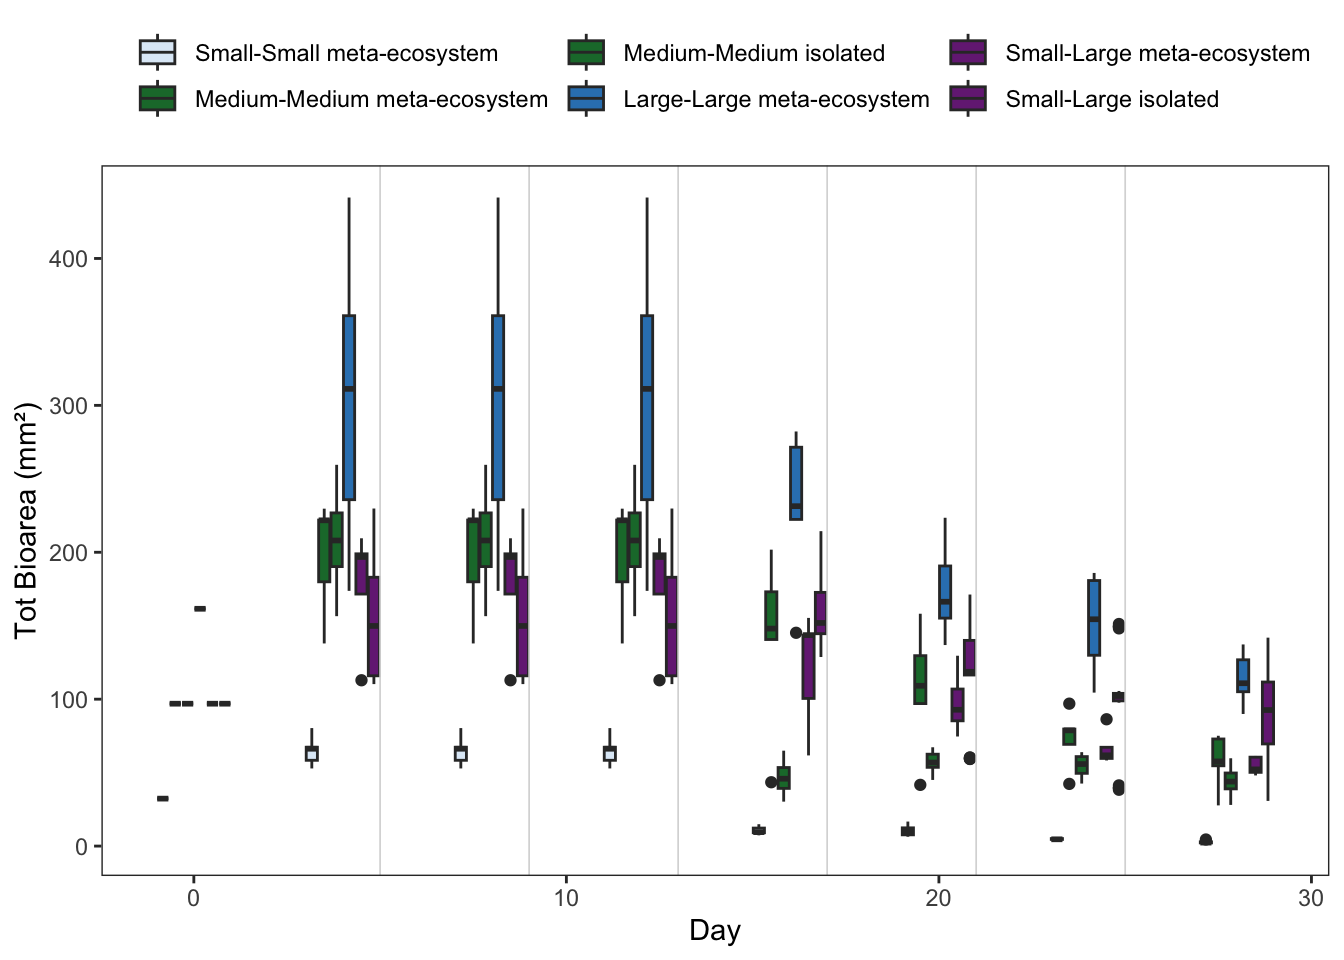 Small-Small meta-ecosystem
Medium-Medium isolated
Small-Large meta-ecosystem
Medium-Medium meta-ecosystem
Large-Large meta-ecosystem
Small-Large isolated
Tot Bioarea (mm²)
400
300
200
100
0
0
10
20
30
Day